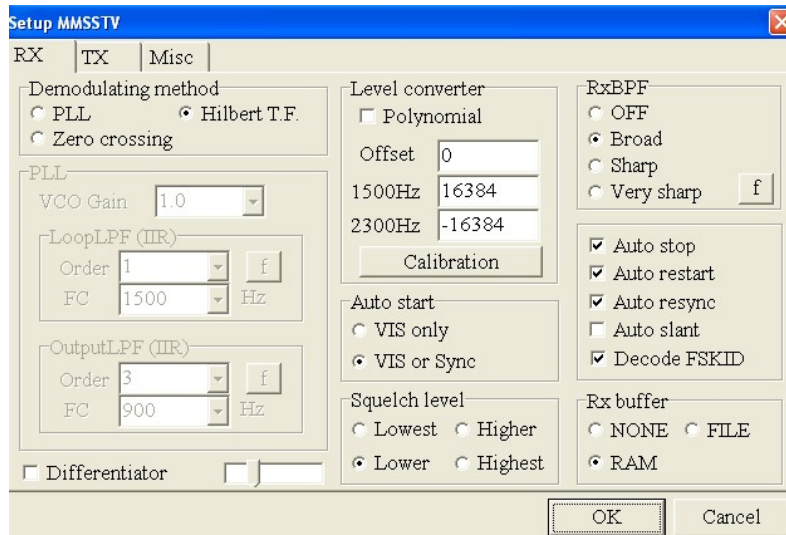 Setup MMSSTV
RX TX Misc
Demodulating method
PLL Hilbert T.F.
Zero crossing
PLL
VCO Gain 1.0
LoopLPF (IIR)
Order 1 f
FC 1500 Hz
OutputLPF (IIR)
Order 3 f
FC 900 Hz
Differentiator
Level converter
Polynomial
Offset 0
1500Hz 16384
2300Hz -16384
Calibration
Auto start
VIS only
VIS or Sync
Squelch level
Lowest Higher
Lower Highest
RxBPF
OFF
Broad
Sharp
Very sharp f
Auto stop
Auto restart
Auto resync
Auto slant
Decode FSKID
Rx buffer
NONE FILE
RAM
OK Cancel